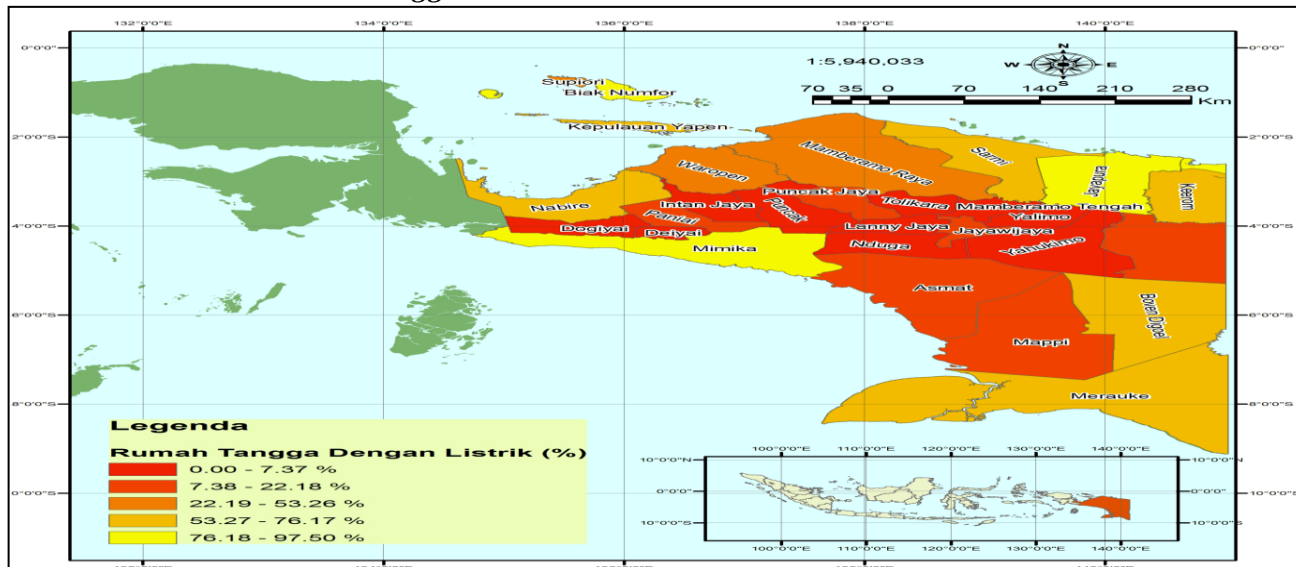 132°0'0"E 134°0'0"E 136°0'0"E 138°0'0"E 140°0'0"E
0°0'0" 0°0'0"
1:5,940,033
N
W E
S
70 35 0 70 140 210 280
Km
Supiori
Biak Numfor
Kepulauan Yapen
2°0'0"S 2°0'0"S
Mamberamo Raya
Sarmi
Waropen
Jayapura
Keerom
Puncak Jaya
Tolikara
Mamberamo Tengah
Nabire
Intan Jaya
Paniai
Puncak
Yalimo
4°0'0"S 4°0'0"S
Dogiyai
Deiyai
Lanny Jaya
Jayawijaya
Mimika
Nduga
Yahukimo
Asmat
Boven Digoel
6°0'0"S 6°0'0"S
Mappi
Merauke
8°0'0"S 8°0'0"S
Legenda
Rumah Tangga Dengan Listrik (%)
0.00 - 7.37 %
7.38 - 22.18 %
22.19 - 53.26 %
53.27 - 76.17 %
76.18 - 97.50 %
100°0'0"E 110°0'0"E 120°0'0"E 130°0'0"E 140°0'0"E
10°0'0"N 10°0'0"N
0°0'0" 0°0'0"
10°0'0"S 10°0'0"S
100°0'0"E 110°0'0"E 120°0'0"E 130°0'0"E 140°0'0"E